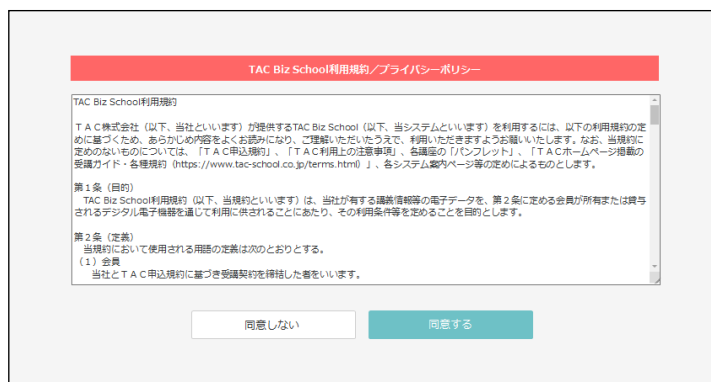 TAC Biz School利用規約／プライバシーポリシー
TAC Biz School利用規約
ＴＡＣ株式会社（以下、当社といいます）が提供するTAC Biz School（以下、当システムといいます）を利用するには、以下の利用規約の定
めに基づくため、あらかじめ内容をよくお読みになり、ご理解いただいたうえで、利用いただきますようお願いいたします。なお、当規約に
定めのないものについては、「ＴＡＣ申込規約」、「ＴＡＣ利用上の注意事項」、各講座の「パンフレット」、「ＴＡＣホームページ掲載の
受講ガイド・各種規約（https://www.tac-school.co.jp/terms.html）」、各システム案内ページ等の定めによるものとします。
第１条（目的）
TAC Biz School利用規約（以下、当規約といいます）は、当社が有する講義情報等の電子データを、第２条に定める会員が所有または貸与
されるデジタル電子機器を通じて利用に供されることにあたり、その利用条件等を定めることを目的とします。
第２条（定義）
当規約において使用される用語の定義は次のとおりとする。
（１）会員
当社とＴＡＣ申込規約に基づき受講契約を締結した者をいいます。
同意しない
同意する